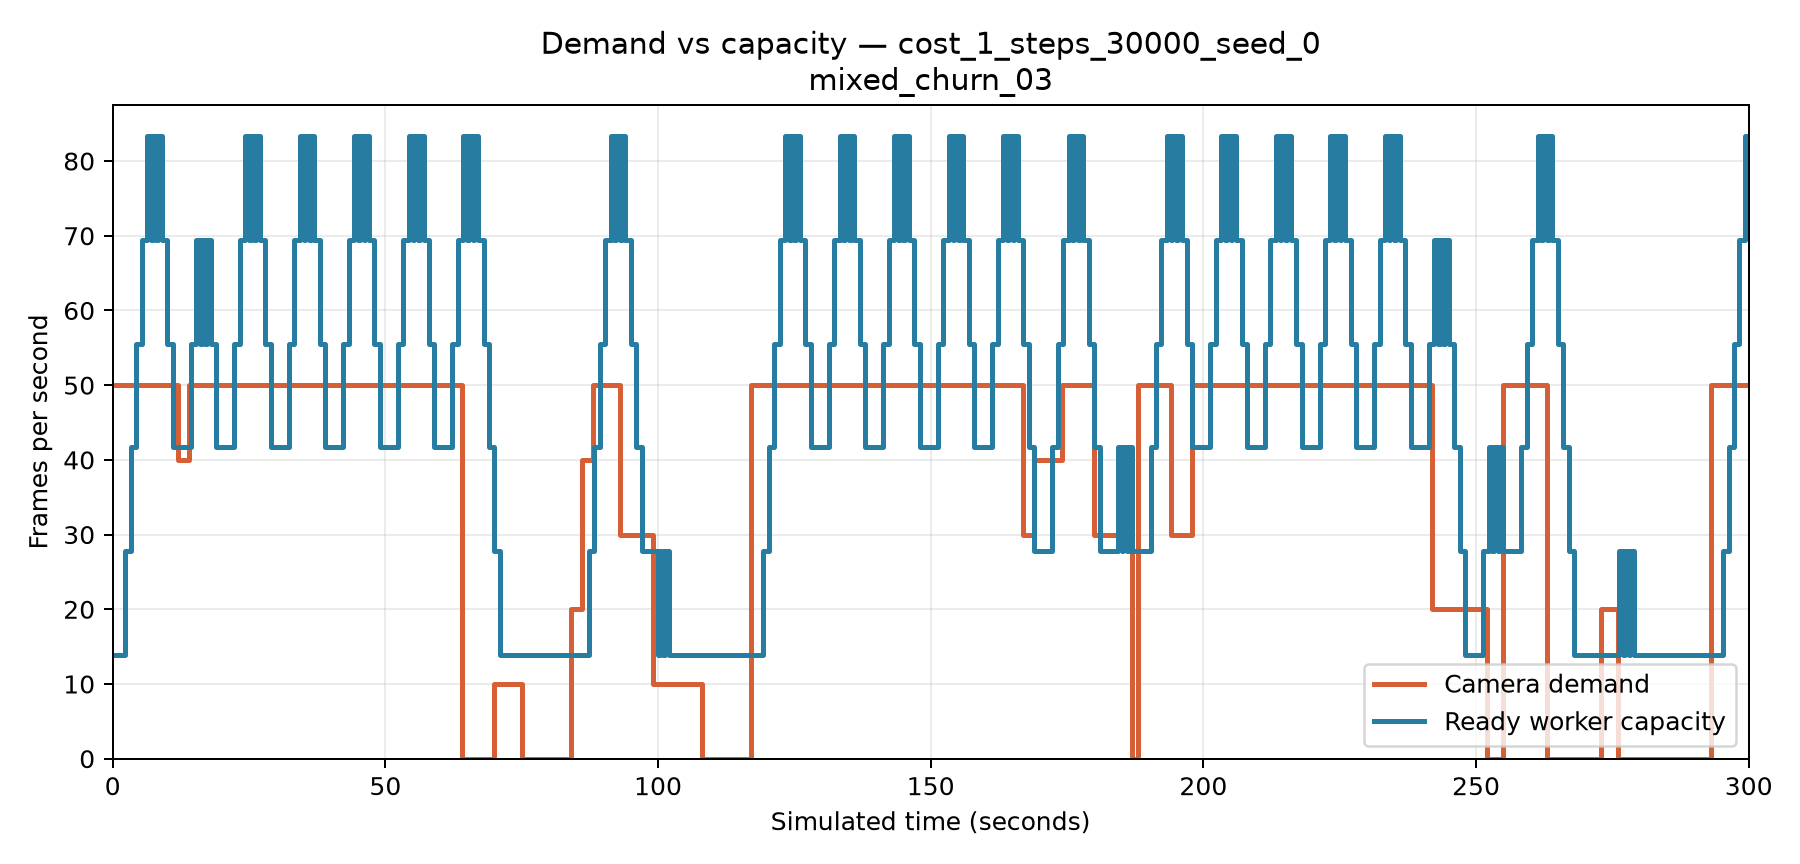 Demand vs capacity — cost_1_steps_30000_seed_0
mixed_churn_03
Frames per second
80
70
60
50
40
30
20
10
0
0 50 100 150 200 250 300
Simulated time (seconds)
Camera demand
Ready worker capacity